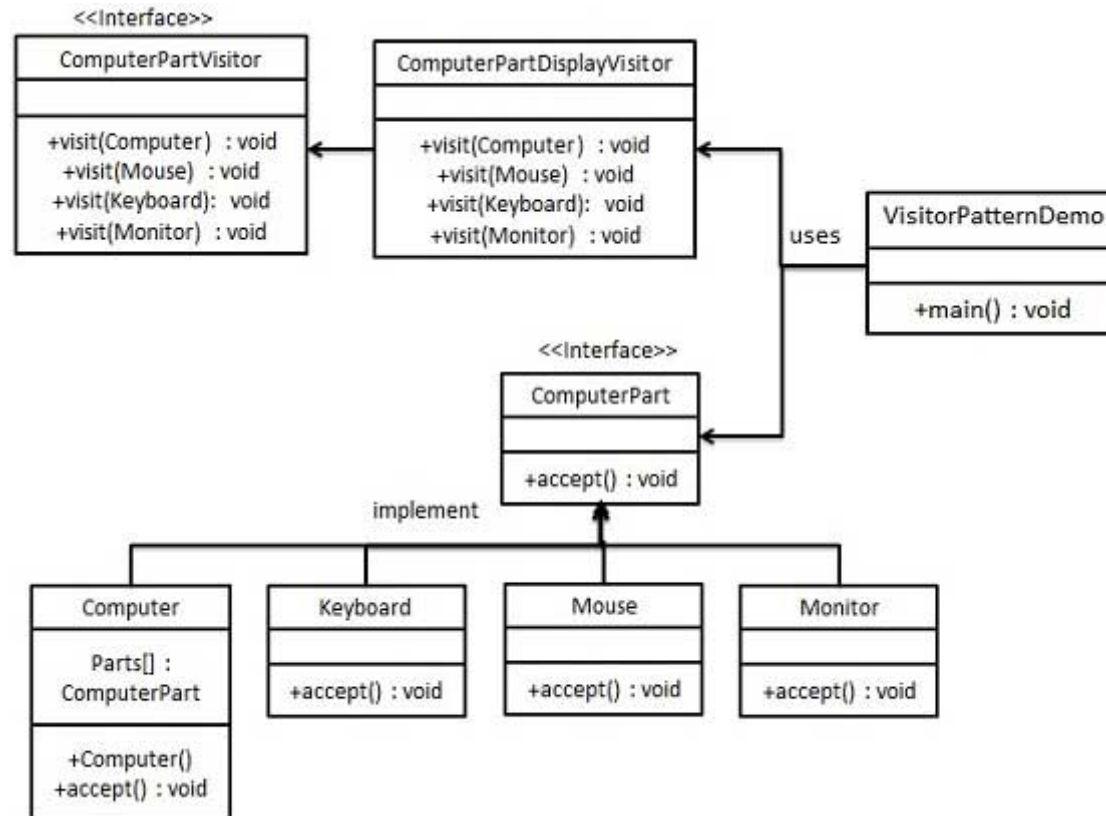 <<Interface>>
ComputerPartVisitor
+visit(Computer) : void
+visit(Mouse) : void
+visit(Keyboard): void
+visit(Monitor) : void
ComputerPartDisplayVisitor
+visit(Computer) : void
+visit(Mouse) : void
+visit(Keyboard): void
+visit(Monitor) : void
uses
VisitorPatternDemo
+main() : void
<<Interface>>
ComputerPart
+accept() : void
implement
Computer
Parts[] :
ComputerPart
+Computer()
+accept() : void
Keyboard
+accept() : void
Mouse
+accept() : void
Monitor
+accept() : void